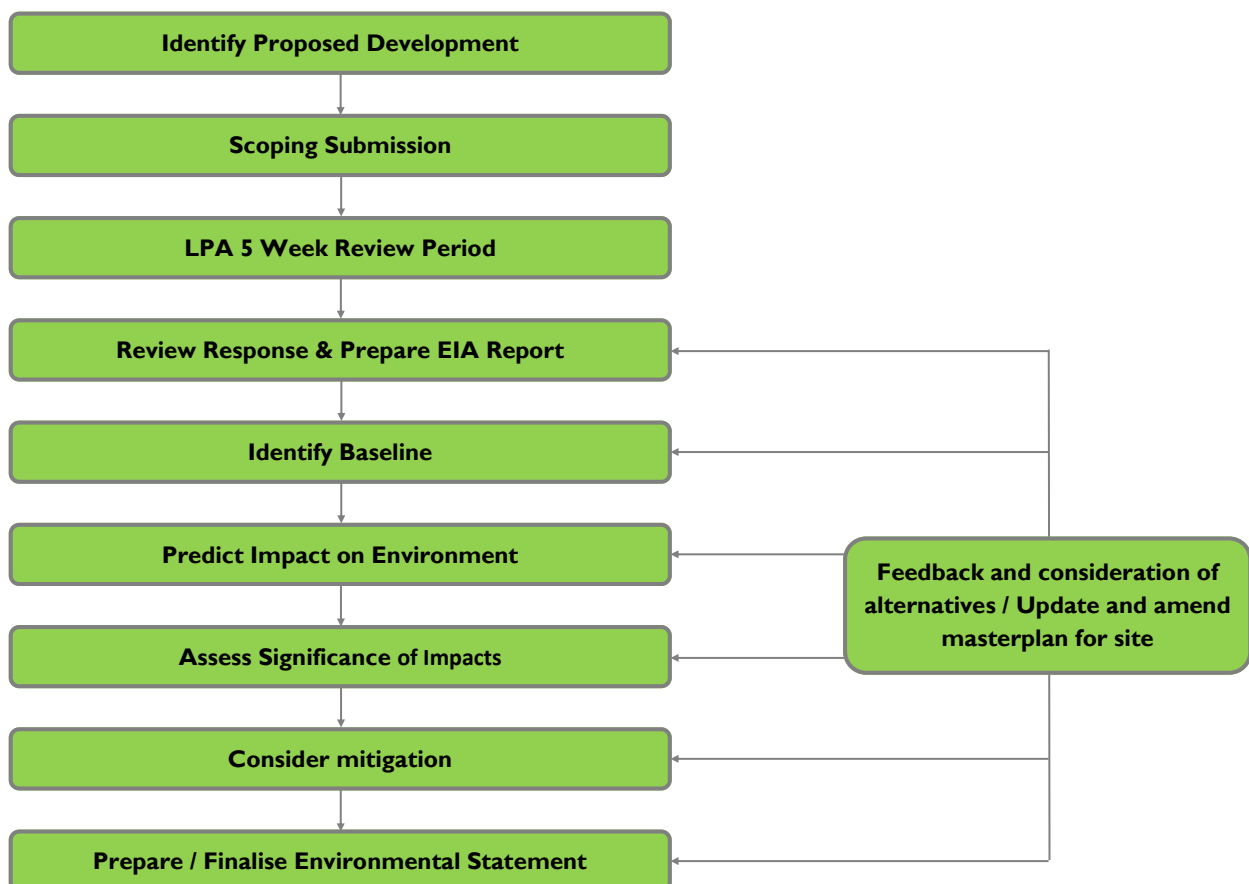 Identify Proposed Development
Scoping Submission
LPA 5 Week Review Period
Review Response & Prepare EIA Report
Identify Baseline
Predict Impact on Environment
Assess Significance of Impacts
Consider mitigation
Prepare / Finalise Environmental Statement
Feedback and consideration of
alternatives / Update and amend
masterplan for site